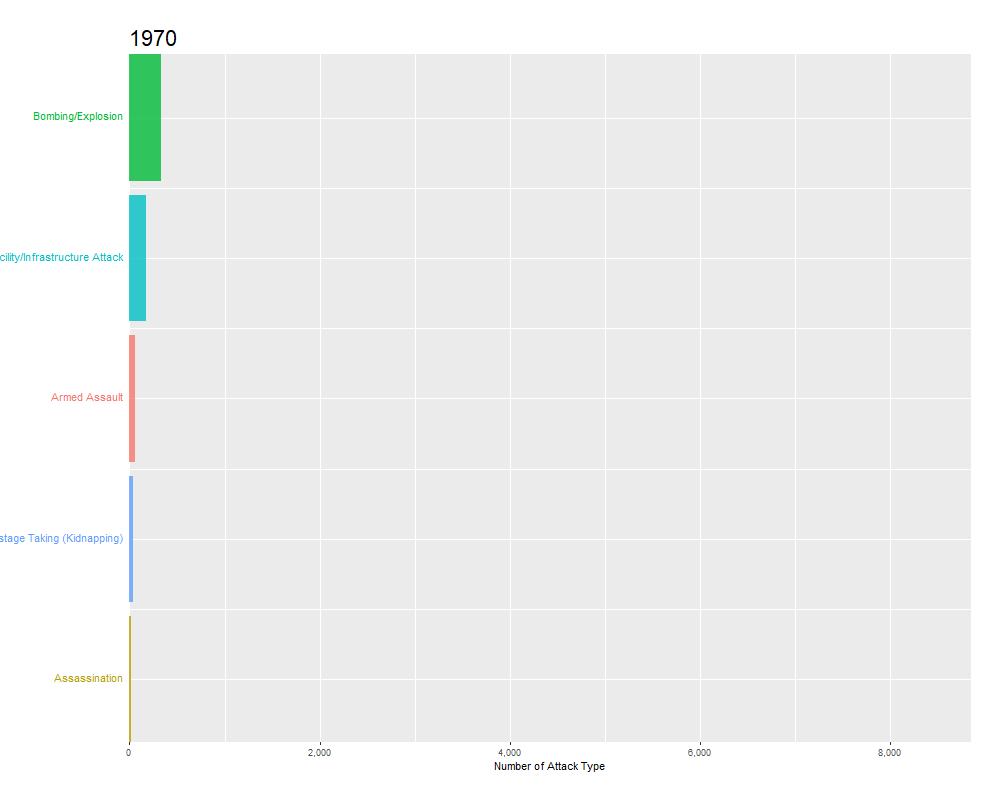 1970
Bombing/Explosion
cility/Infrastructure Attack
Armed Assault
stage Taking (Kidnapping)
Assassination
0 2,000 4,000 6,000 8,000
Number of Attack Type